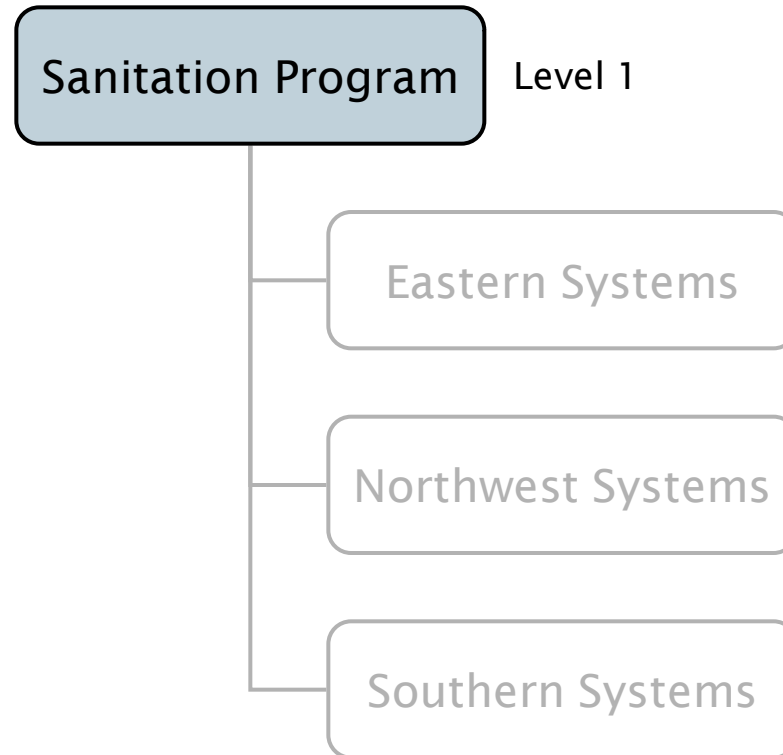 Sanitation Program
Level 1
Eastern Systems
Northwest Systems
Southern Systems